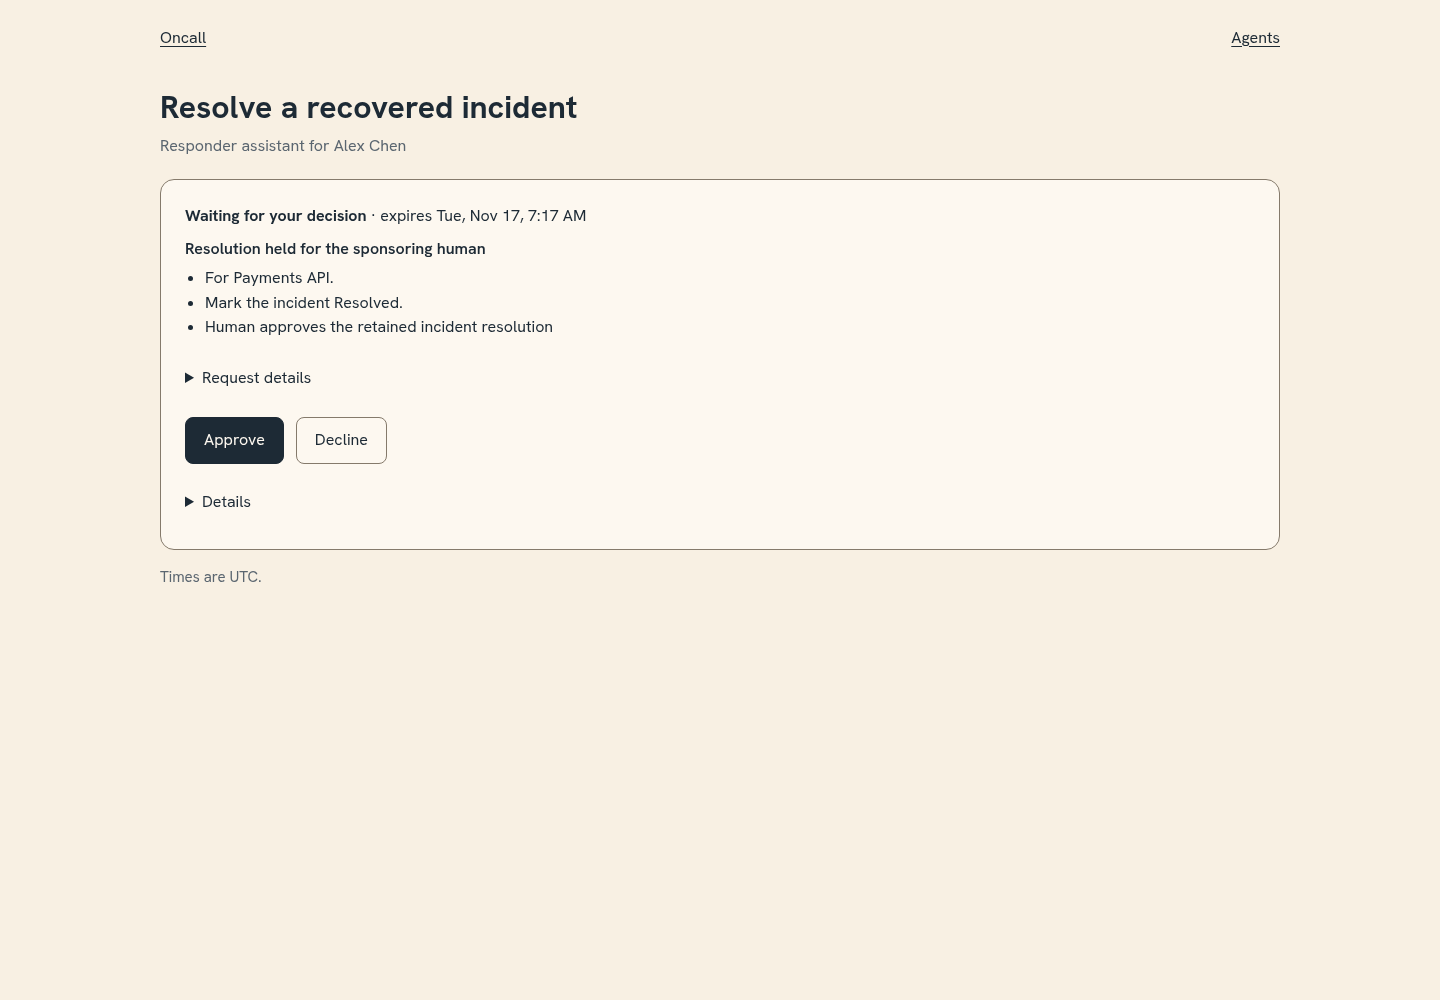 Oncall
Agents
Resolve a recovered incident
Responder assistant for Alex Chen
Waiting for your decision · expires Tue, Nov 17, 7:17 AM
Resolution held for the sponsoring human
• For Payments API.
• Mark the incident Resolved.
• Human approves the retained incident resolution
▶ Request details
Approve
Decline
▶ Details
Times are UTC.